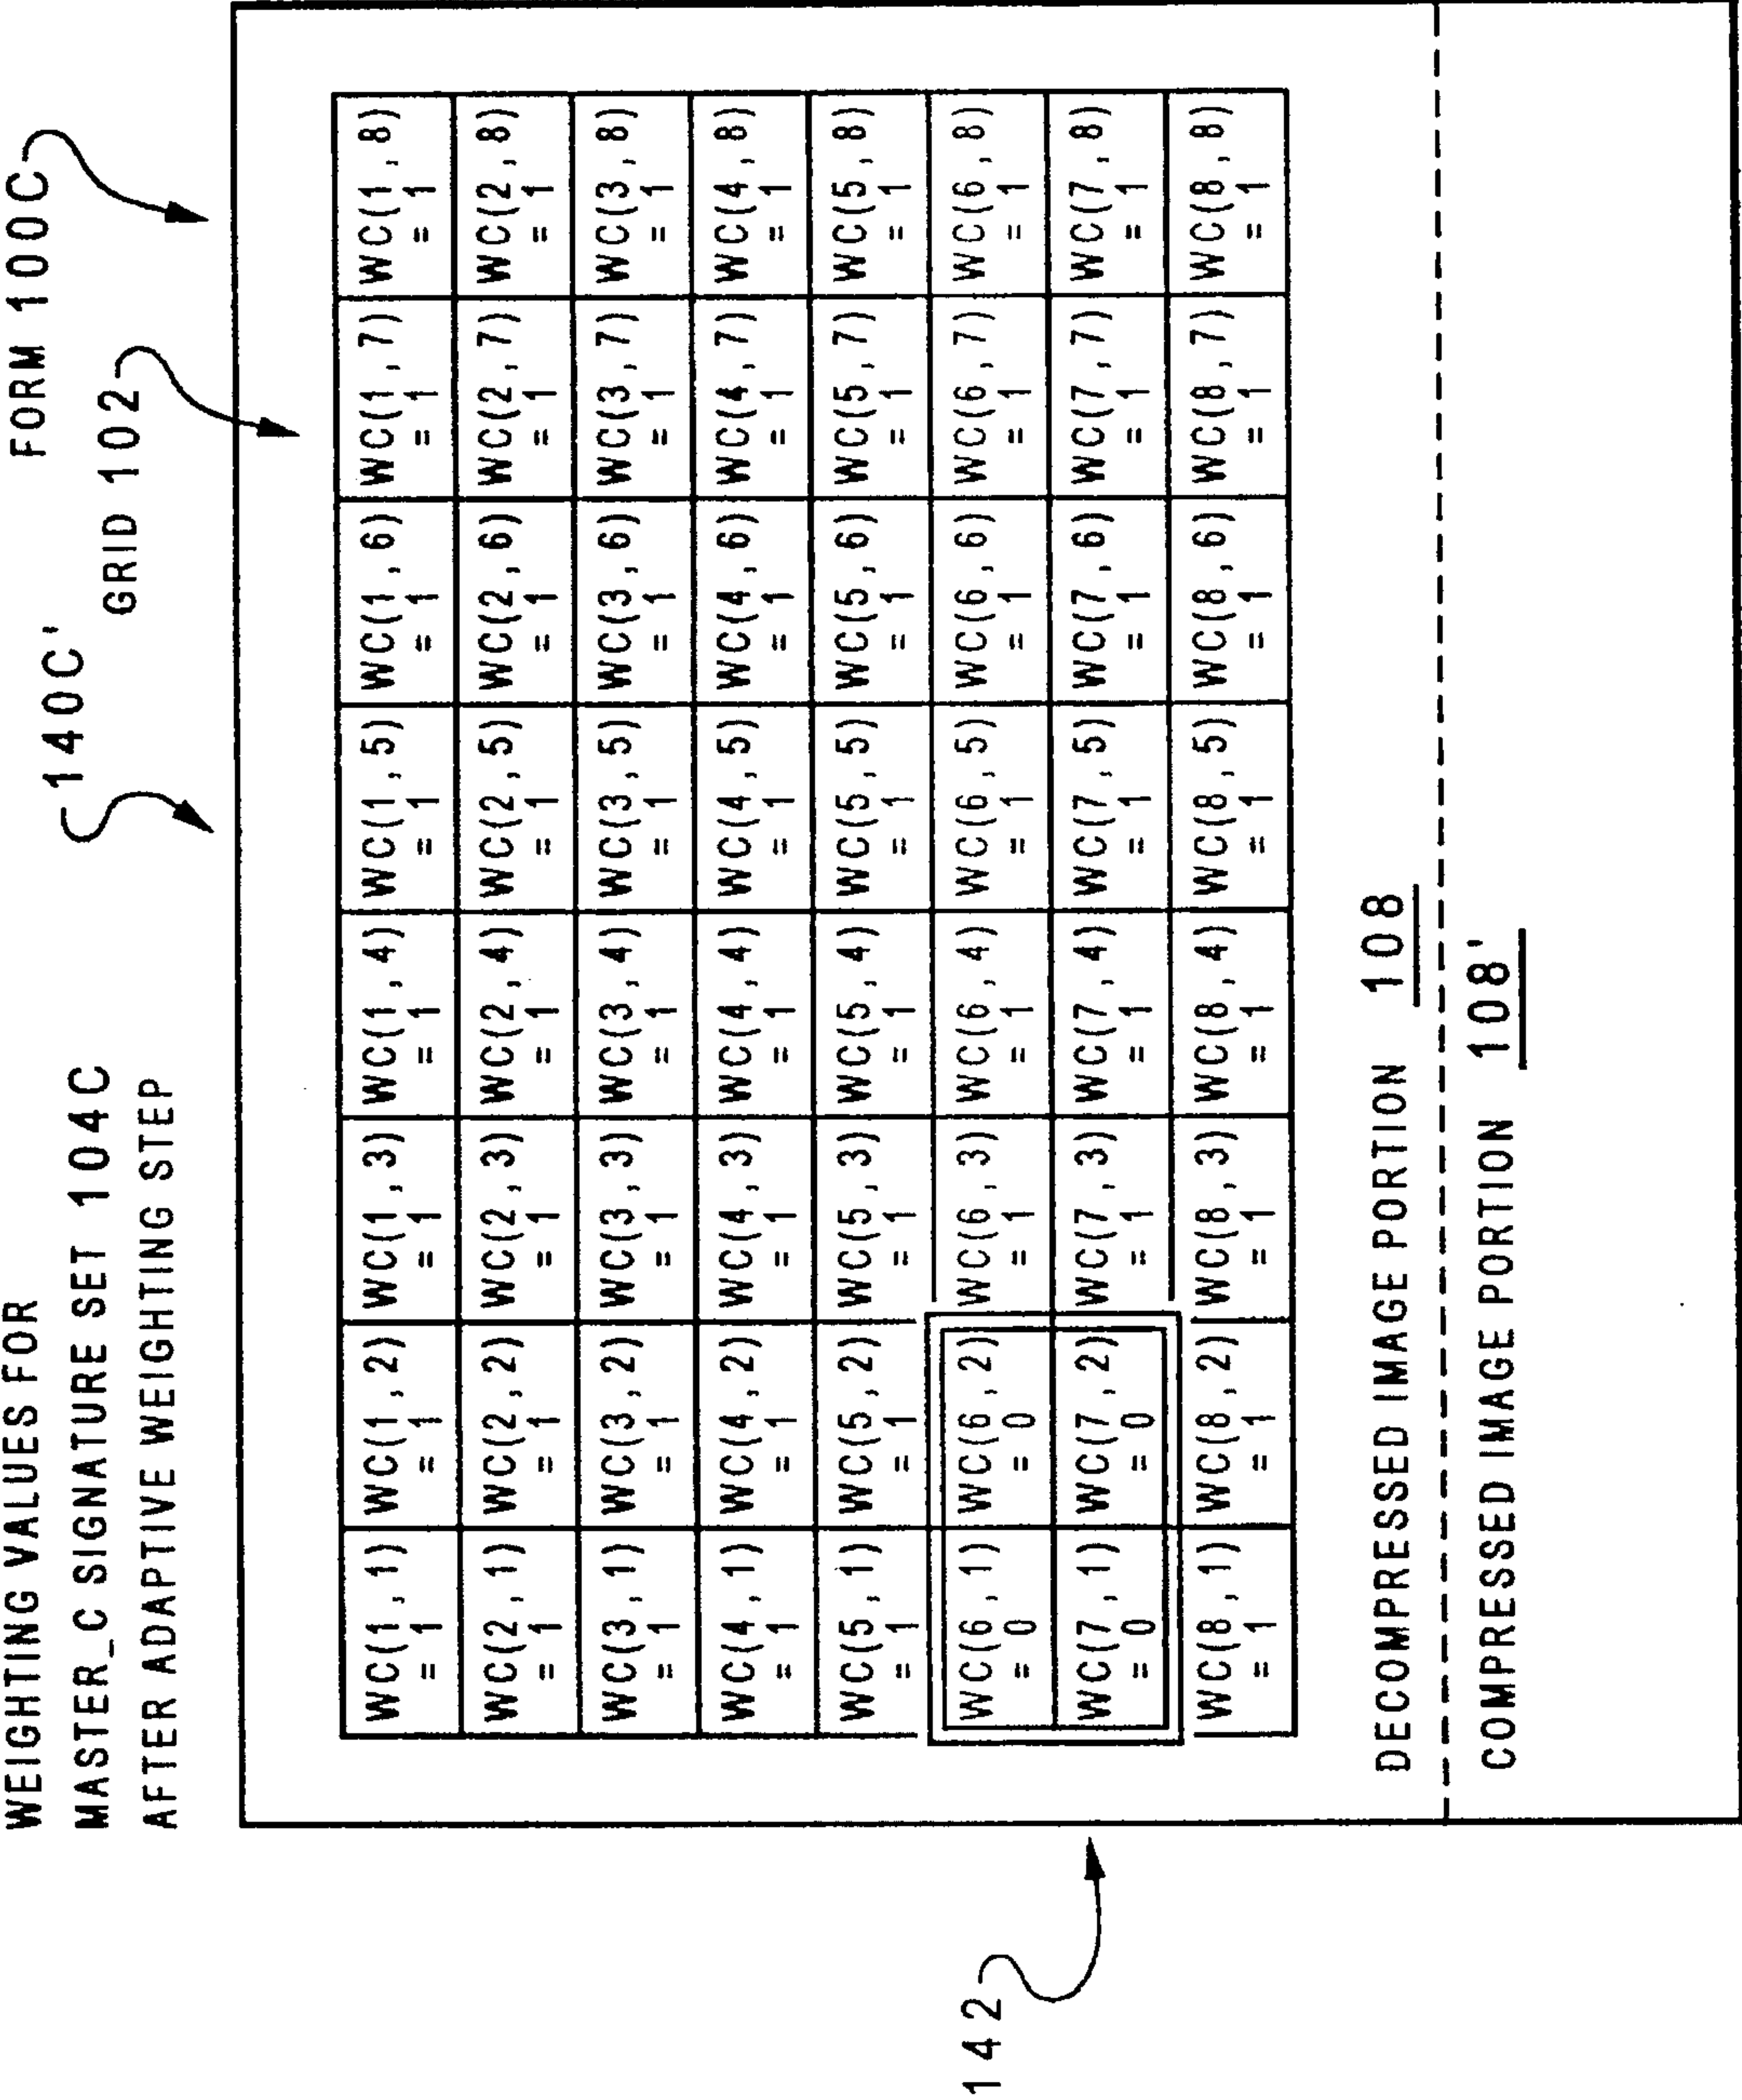 WEIGHTING VALUES FOR
MASTER_C SIGNATURE SET 104C
AFTER ADAPTIVE WEIGHTING STEP
140C'
FORM 100C
GRID 102
WC(1,1) WC(1,2) WC(1,3) WC(1,4) WC(1,5) WC(1,6) WC(1,7) WC(1,8)
= 1 = 1 = 1 = 1 = 1 = 1 = 1 = 1
WC(2,1) WC(2,2) WC(2,3) WC(2,4) WC(2,5) WC(2,6) WC(2,7) WC(2,8)
= 1 = 1 = 1 = 1 = 1 = 1 = 1 = 1
WC(3,1) WC(3,2) WC(3,3) WC(3,4) WC(3,5) WC(3,6) WC(3,7) WC(3,8)
= 1 = 1 = 1 = 1 = 1 = 1 = 1 = 1
WC(4,1) WC(4,2) WC(4,3) WC(4,4) WC(4,5) WC(4,6) WC(4,7) WC(4,8)
= 1 = 1 = 1 = 1 = 1 = 1 = 1 = 1
WC(5,1) WC(5,2) WC(5,3) WC(5,4) WC(5,5) WC(5,6) WC(5,7) WC(5,8)
= 1 = 1 = 1 = 1 = 1 = 1 = 1 = 1
WC(6,1) WC(6,2) WC(6,3) WC(6,4) WC(6,5) WC(6,6) WC(6,7) WC(6,8)
= 0 = 0 = 1 = 1 = 1 = 1 = 1 = 1
WC(7,1) WC(7,2) WC(7,3) WC(7,4) WC(7,5) WC(7,6) WC(7,7) WC(7,8)
= 0 = 0 = 1 = 1 = 1 = 1 = 1 = 1
WC(8,1) WC(8,2) WC(8,3) WC(8,4) WC(8,5) WC(8,6) WC(8,7) WC(8,8)
= 1 = 1 = 1 = 1 = 1 = 1 = 1 = 1
142
DECOMPRESSED IMAGE PORTION 108
COMPRESSED IMAGE PORTION 108'